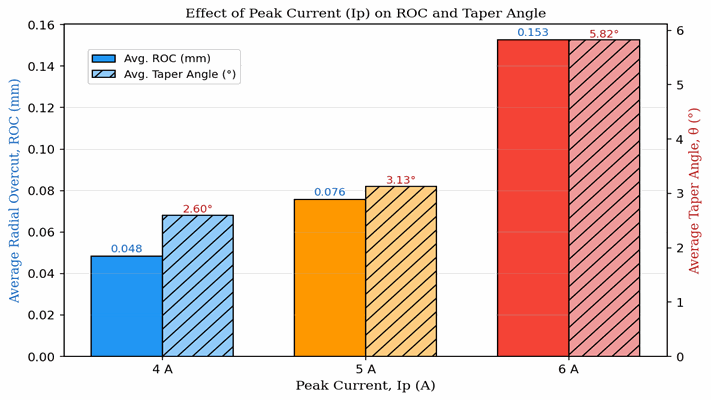 Effect of Peak Current (Ip) on ROC and Taper Angle
Average Radial Overcut, ROC (mm)
0.16
0.14
0.12
0.10
0.08
0.06
0.04
0.02
0.00
Avg. ROC (mm)
Avg. Taper Angle (°)
0.048
2.60°
0.076
3.13°
0.153
5.82°
6
5
4
3
2
1
0
Average Taper Angle, θ (°)
4 A
5 A
6 A
Peak Current, Ip (A)